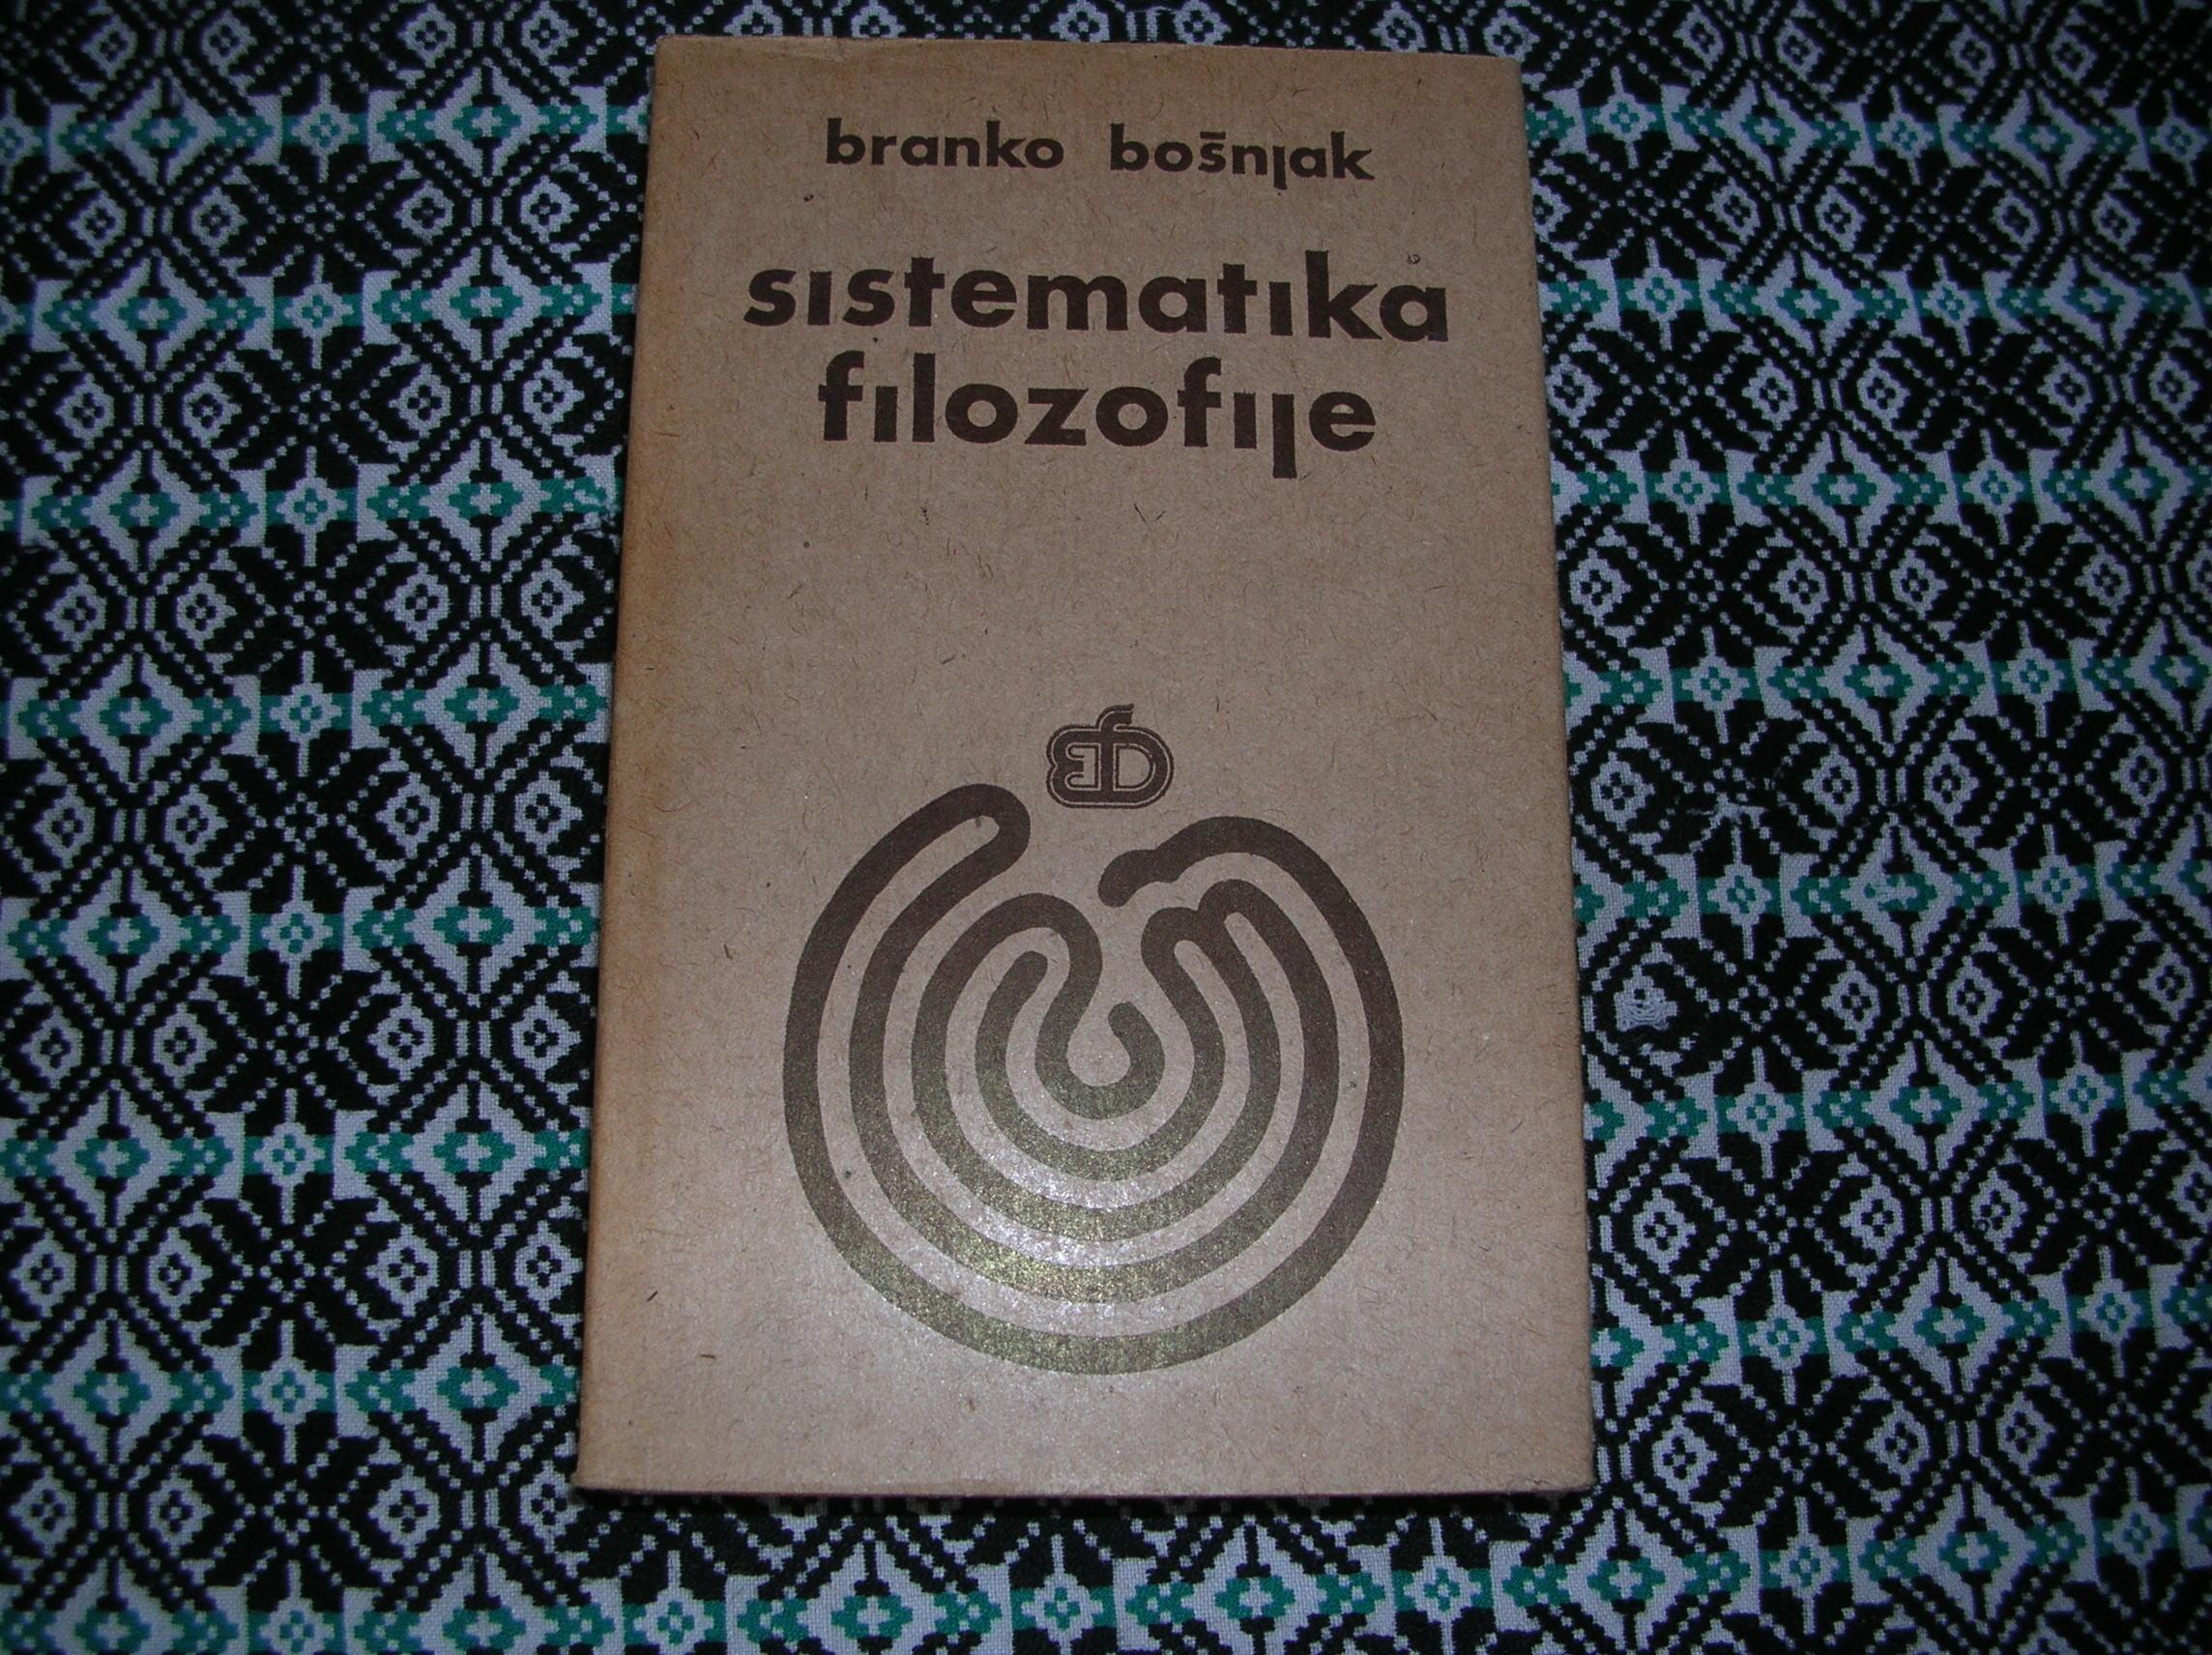 branko bošnjak
sistematika
filozofije